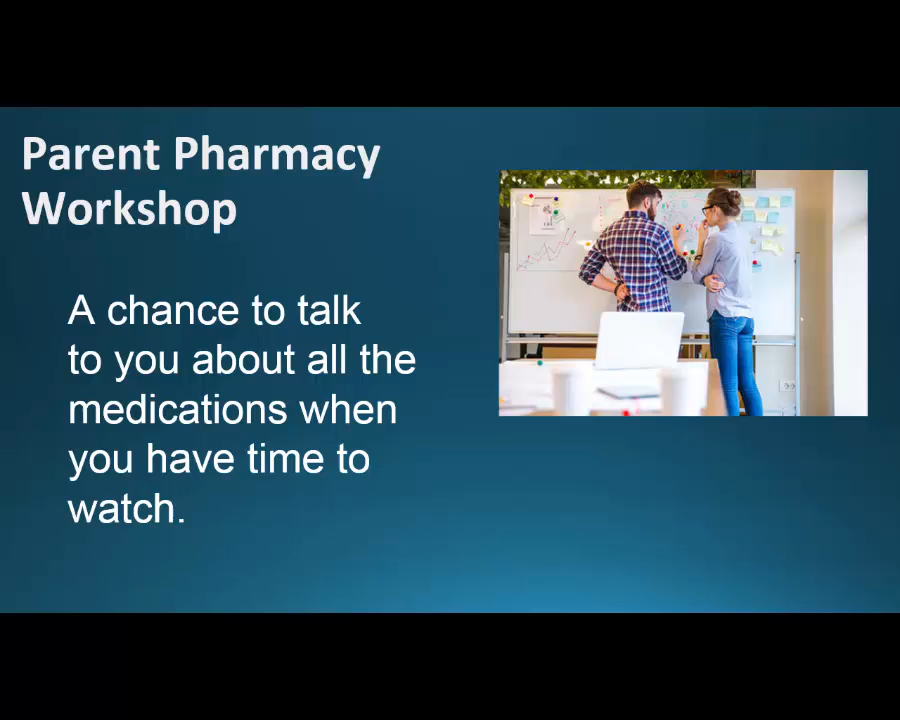 Parent Pharmacy
Workshop
A chance to talk
to you about all the
medications when
you have time to
watch.